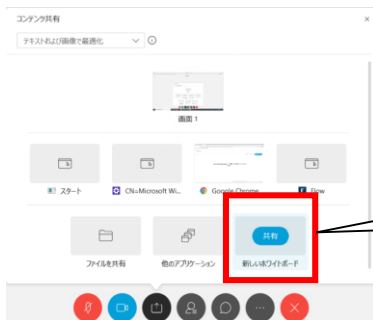 コンテンツ共有
テキストおよび画像で最適化
画面 1
スタート
CN=Microsoft Wi...
Google Chrome
Flow
共有
ファイルを共有
他のアプリケーション
新しいホワイトボード